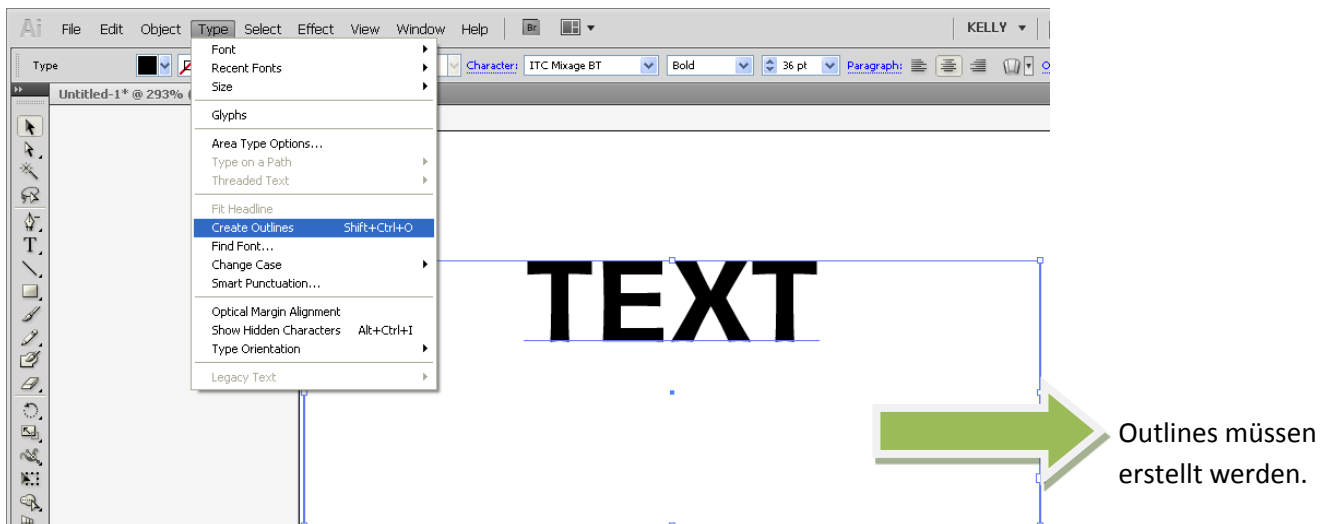 Ai File Edit Object Type Select Effect View Window Help Br KELLY
Type Character: ITC Mixage BT Bold 36 pt Paragraph:
Untitled-1* @ 293%
Font
Recent Fonts
Size
Glyphs
Area Type Options...
Type on a Path
Threaded Text
Fit Headline
Create Outlines Shift+Ctrl+O
Find Font...
Change Case
Smart Punctuation...
Optical Margin Alignment
Show Hidden Characters Alt+Ctrl+I
Type Orientation
Legacy Text
TEXT
Outlines müssen
erstellt werden.